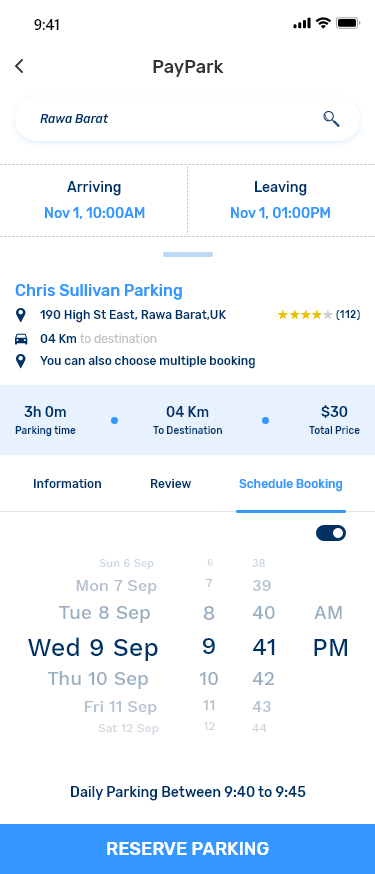 9:41
PayPark
Rawa Barat
Arriving
Leaving
Nov 1, 10:00AM
Nov 1, 01:00PM
Chris Sullivan Parking
190 High St East, Rawa Barat,UK
(112)
04 Km to destination
You can also choose multiple booking
3h 0m
04 Km
$30
Parking time
To Destination
Total Price
Information
Review
Schedule Booking
Sun 6 Sep 6 38
Mon 7 Sep 7 39
Tue 8 Sep 8 40 AM
Wed 9 Sep 9 41 PM
Thu 10 Sep 10 42
Fri 11 Sep 11 43
Sat 12 Sep 12 44
Daily Parking Between 9:40 to 9:45
RESERVE PARKING